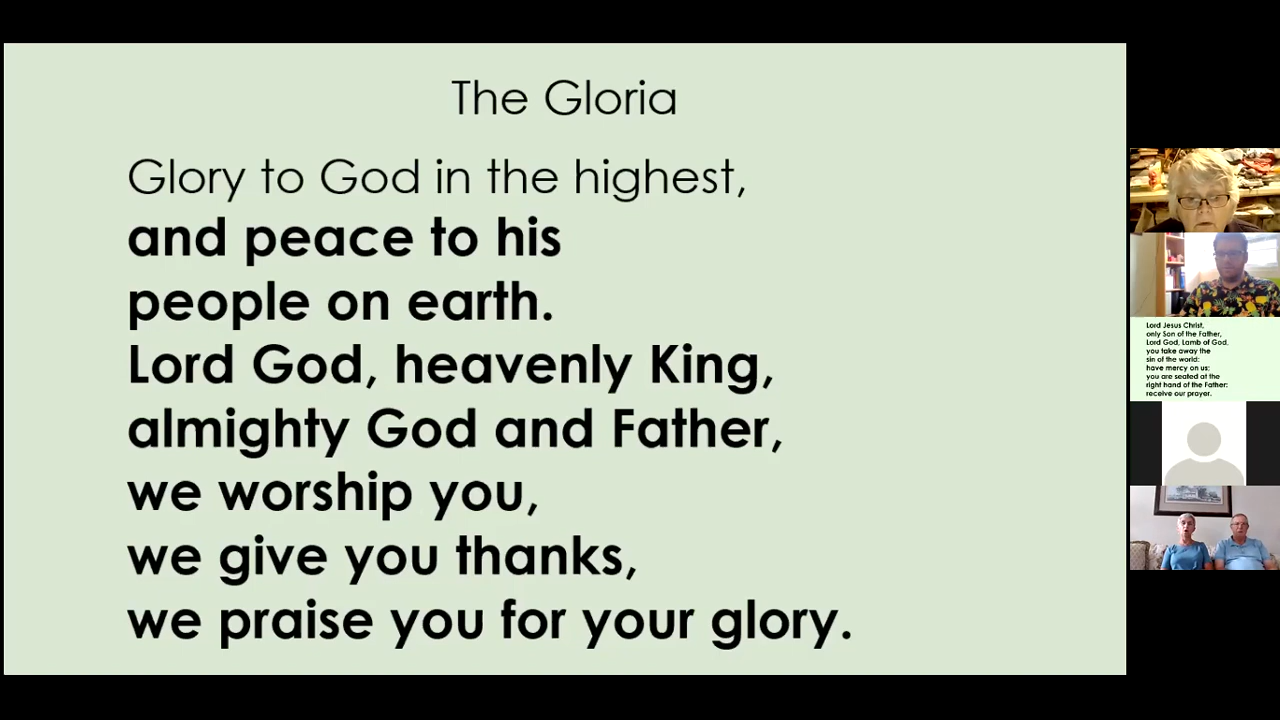 The Gloria
Glory to God in the highest,
and peace to his
people on earth.
Lord God, heavenly King,
almighty God and Father,
we worship you,
we give you thanks,
we praise you for your glory.
Lord Jesus Christ,
only Son of the Father,
Lord God, Lamb of God,
you take away the
sin of the world:
have mercy on us;
you are seated at the
right hand of the Father:
receive our prayer.